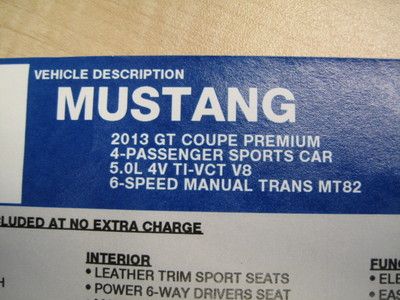 VEHICLE DESCRIPTION
MUSTANG
2013 GT COUPE PREMIUM
4-PASSENGER SPORTS CAR
5.0L 4V TI-VCT V8
6-SPEED MANUAL TRANS MT82
AT NO EXTRA CHARGE
INTERIOR
• LEATHER TRIM SPORT SEATS
• POWER 6-WAY DRIVERS SEAT